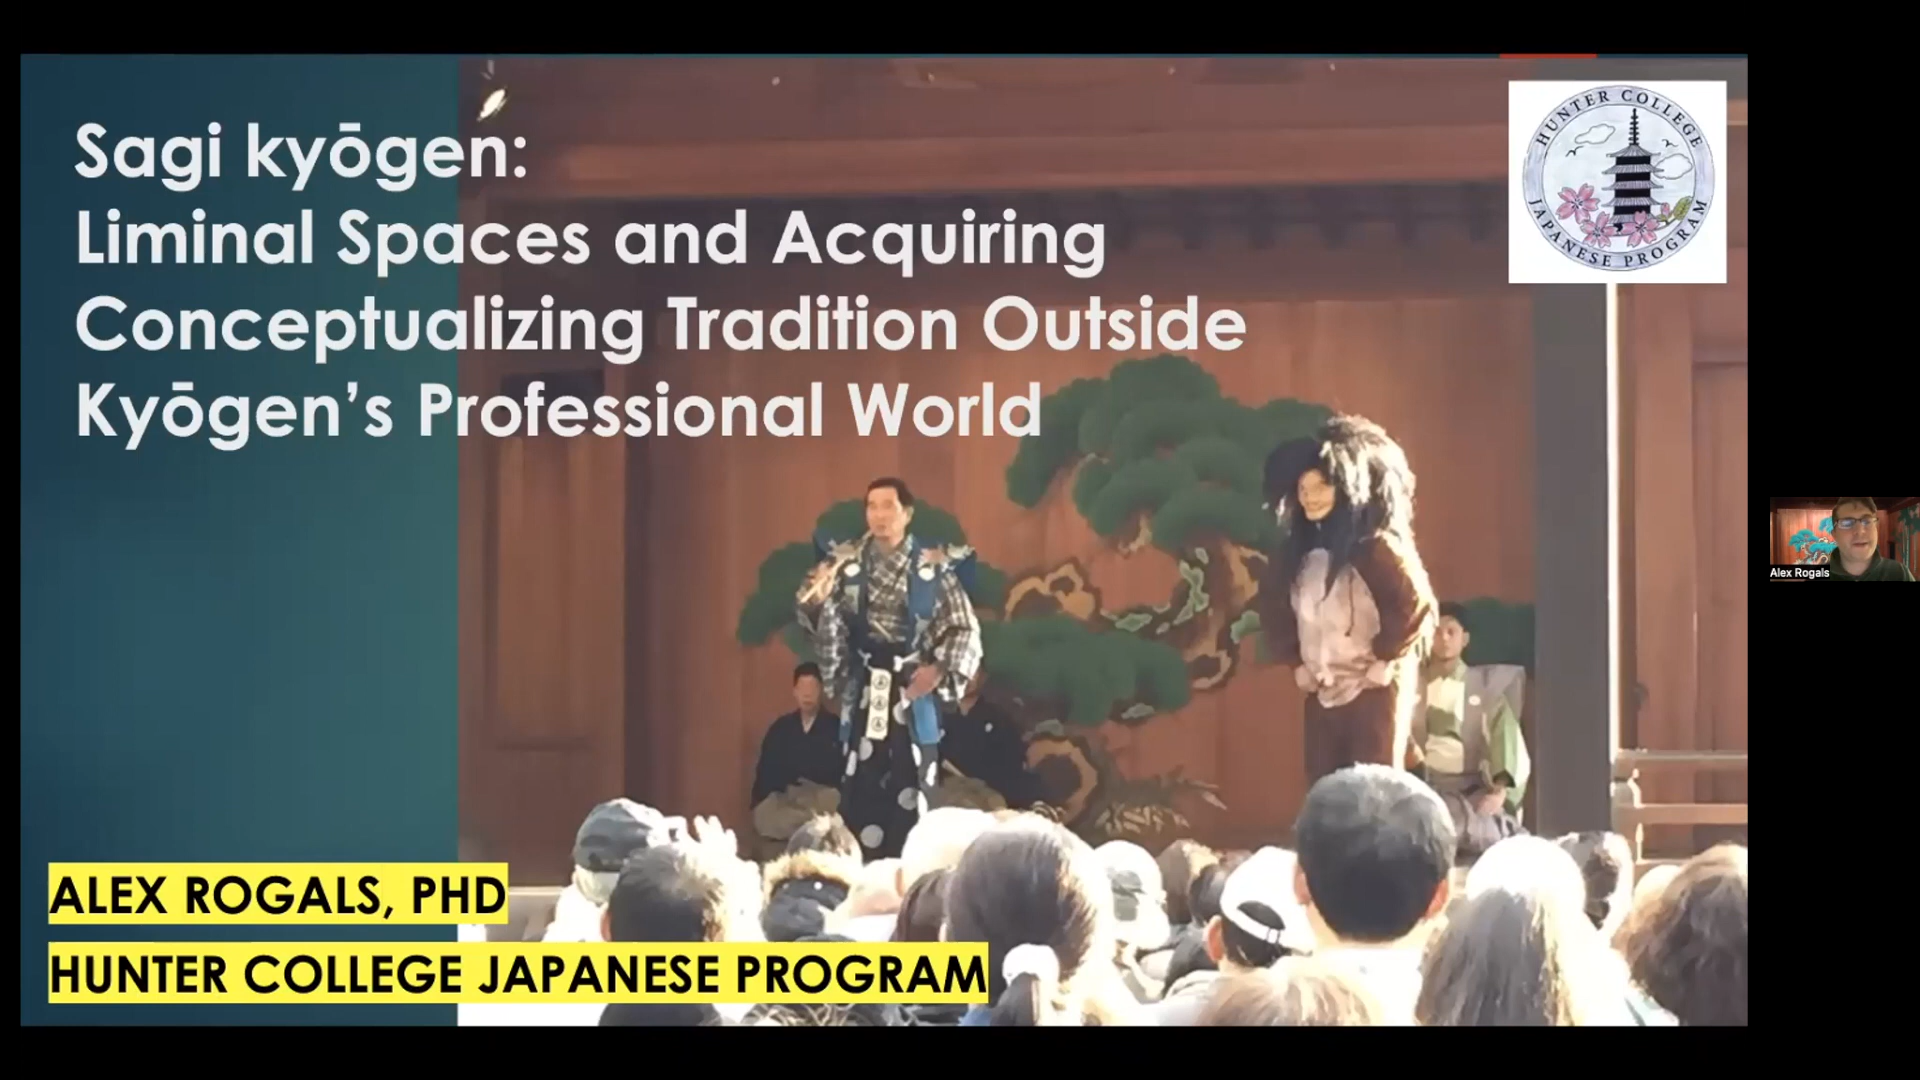 Sagi kyōgen:
Liminal Spaces and Acquiring
Conceptualizing Tradition Outside
Kyōgen’s Professional World
HUNTER COLLEGE
JAPANESE PROGRAM
ALEX ROGALS, PHD
HUNTER COLLEGE JAPANESE PROGRAM
Alex Rogals